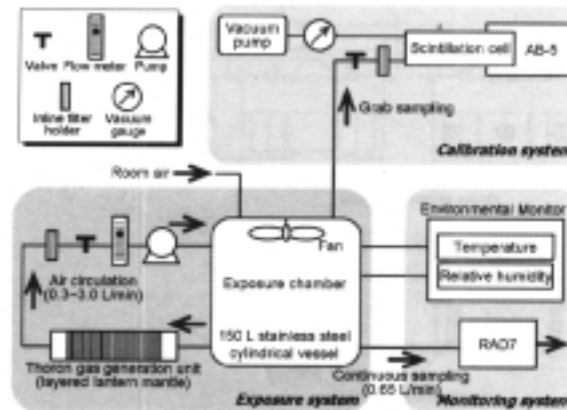 Valve Flow meter Pump
Inline filter
holder
Vacuum
gauge
Vacuum
pump
Scintillation cell
AB-5
Grab sampling
Calibration system
Room air
Fan
Exposure chamber
150 L stainless steel
cylindrical vessel
Air circulation
(0.3~3.0 L/min)
Thoron gas generation unit
(layered lantern mantle)
Exposure system
Environmental Monitor
Temperature
Relative humidity
RAD7
Continuous sampling
(0.65 L/min)
Monitoring system